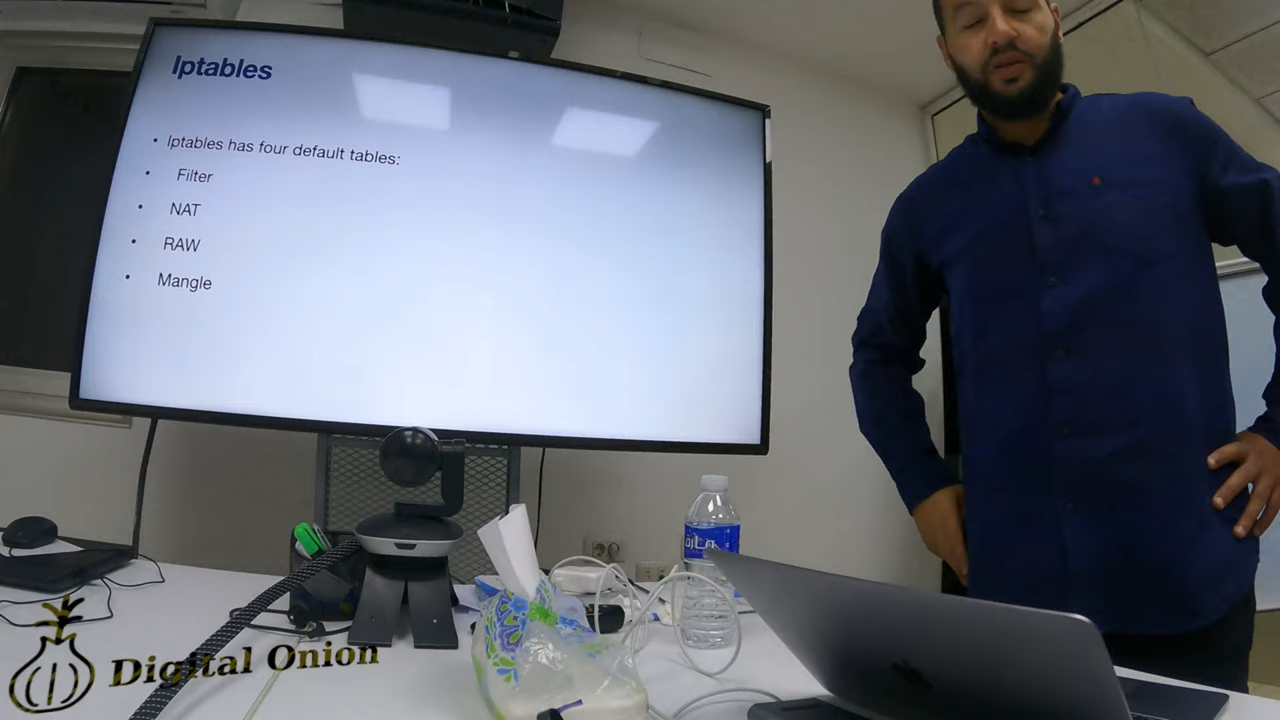 Iptables
• Iptables has four default tables:
• Filter
• NAT
• RAW
• Mangle
Digital Onion